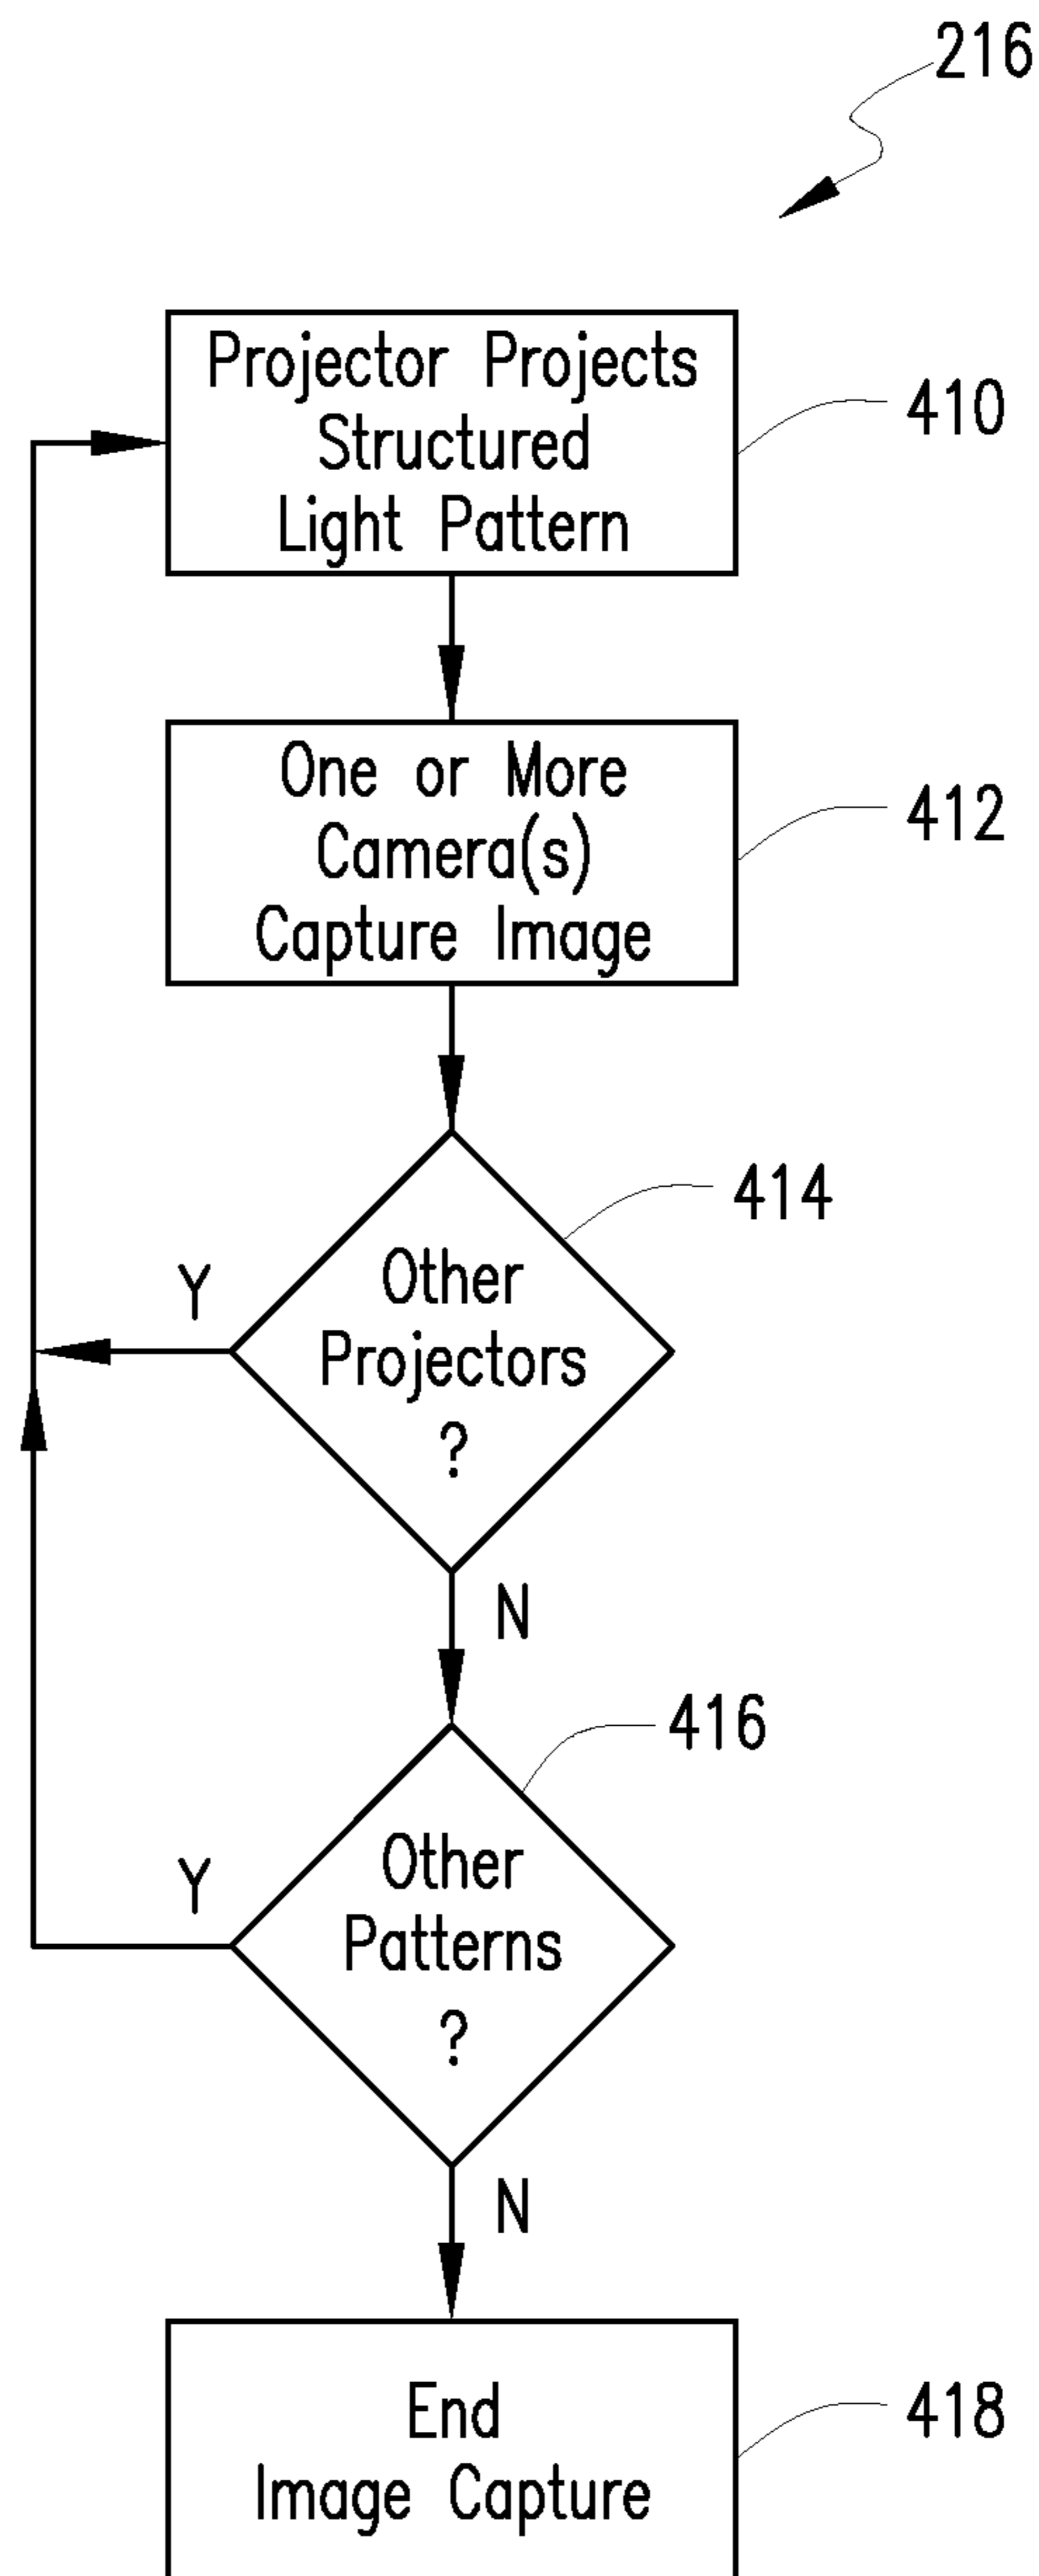 216
Projector Projects
Structured
Light Pattern
410
One or More
Camera(s)
Capture Image
412
414
Other
Projectors
?
Y
N
416
Other
Patterns
?
Y
N
End
Image Capture
418